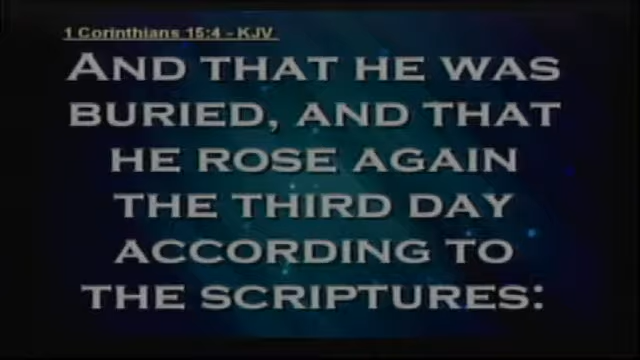 1 Corinthians 15:4 - KJV
AND THAT HE WAS
BURIED, AND THAT
HE ROSE AGAIN
THE THIRD DAY
ACCORDING TO
THE SCRIPTURES: